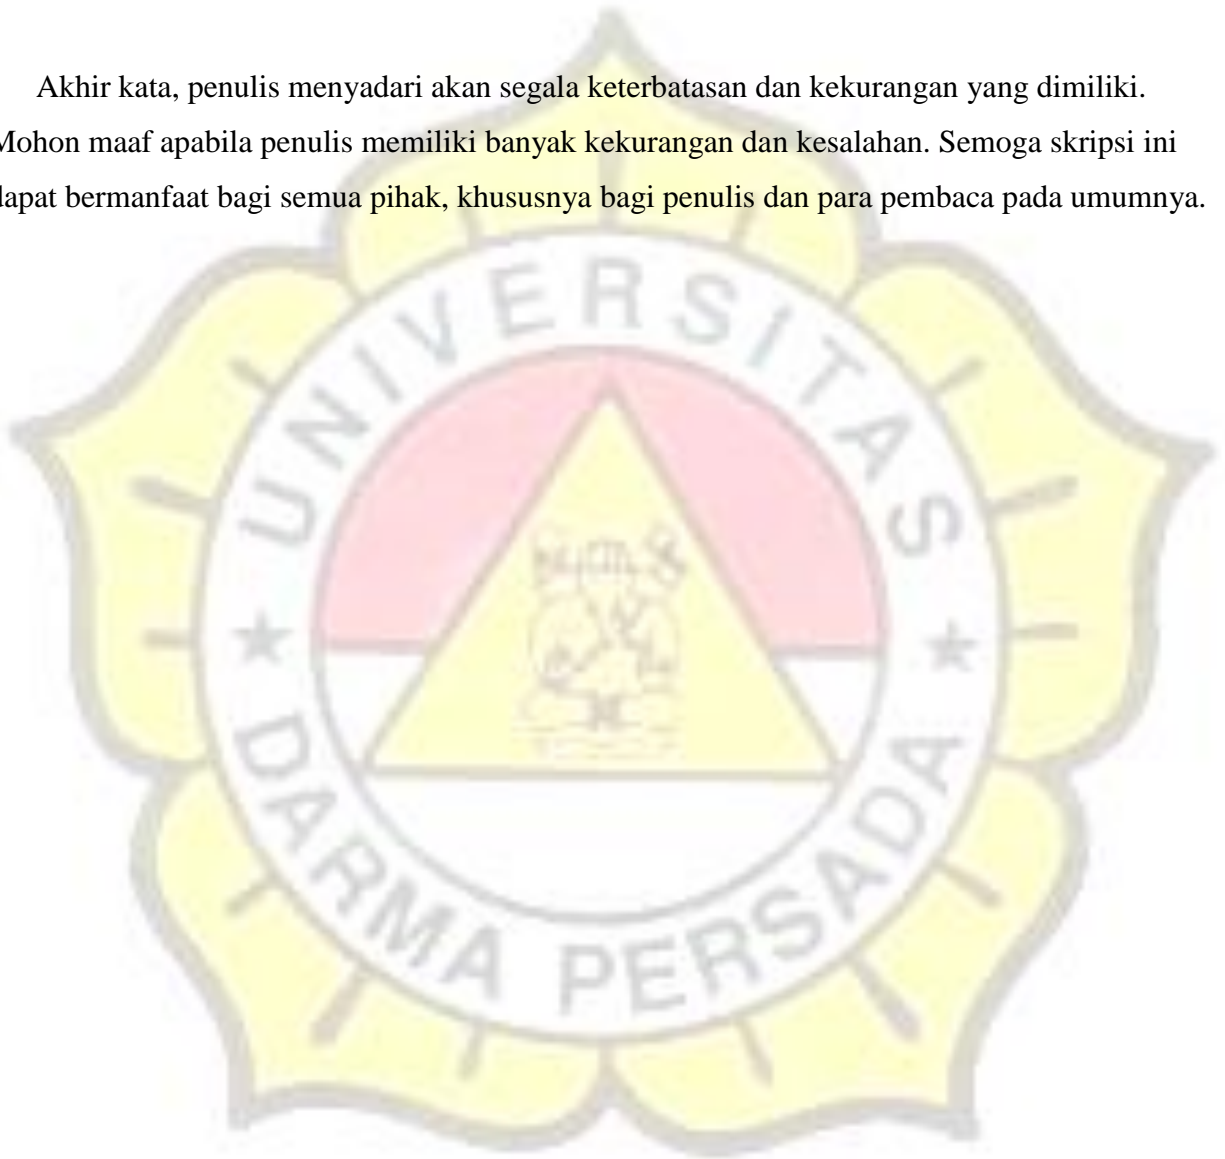 Akhir kata, penulis menyadari akan segala keterbatasan dan kekurangan yang dimiliki.
Mohon maaf apabila penulis memiliki banyak kekurangan dan kesalahan. Semoga skripsi ini
dapat bermanfaat bagi semua pihak, khususnya bagi penulis dan para pembaca pada umumnya.
UNIVERSITAS
DARMA PERSADA